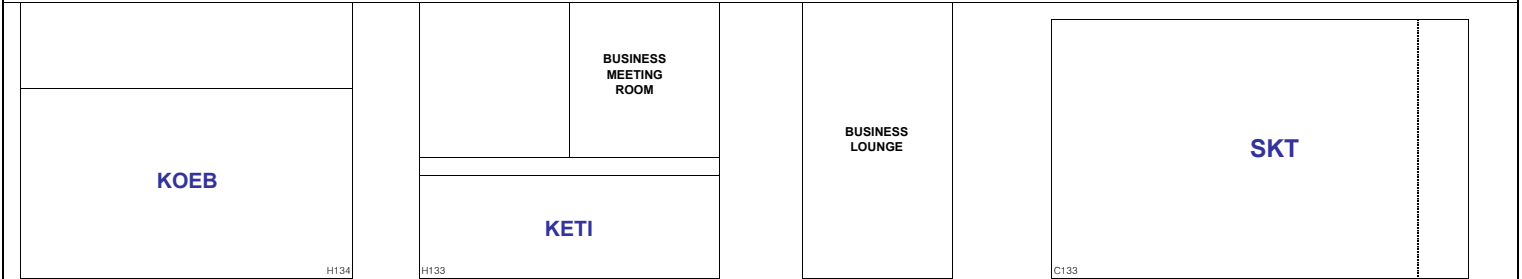 BUSINESS
MEETING
ROOM
BUSINESS
LOUNGE
SKT
KOEB
KETI
H134
H133
C133